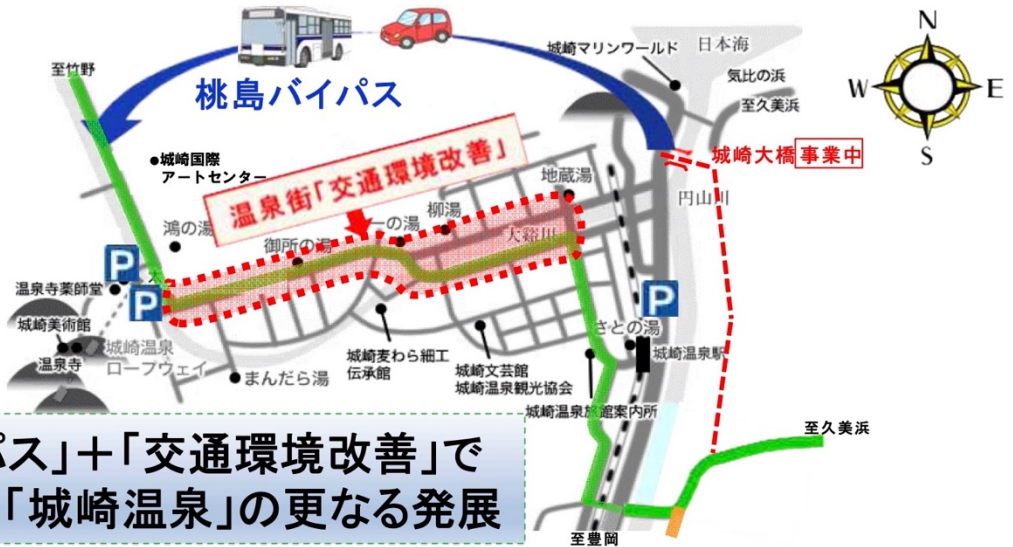 N
W
E
S
城崎マリンワールド
日本海
至竹野
気比の浜
至久美浜
桃島バイパス
城崎大橋事業中
●城崎国際
アートセンター
温泉街「交通環境改善」
地蔵湯
円山川
鴻の湯
柳湯
一の湯
御所の湯
大谿川
P
P
P
温泉寺薬師堂
城崎美術館
温泉寺
城崎温泉
ロープウェイ
さとの湯
城崎温泉駅
まんだら湯
城崎麦わら細工
伝承館
城崎文芸館
城崎温泉観光協会
城崎温泉旅館案内所
至久美浜
パス」+「交通環境改善」で
「城崎温泉」の更なる発展
至豊岡